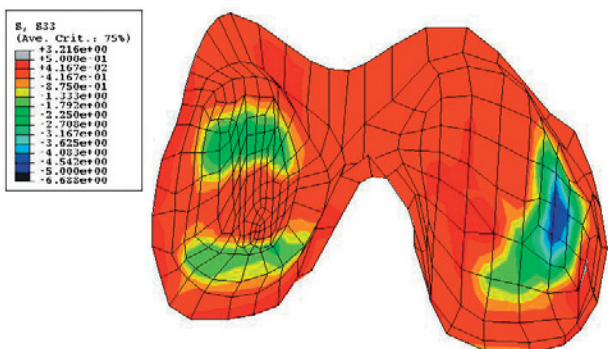 S, S33
(Ave. Crit.: 75%)
+3.216e+00
+5.000e-01
+4.167e-02
-4.167e-01
-8.750e-01
-1.333e+00
-1.792e+00
-2.250e+00
-2.708e+00
-3.167e+00
-3.625e+00
-4.083e+00
-4.542e+00
-5.000e+00
-6.688e+00